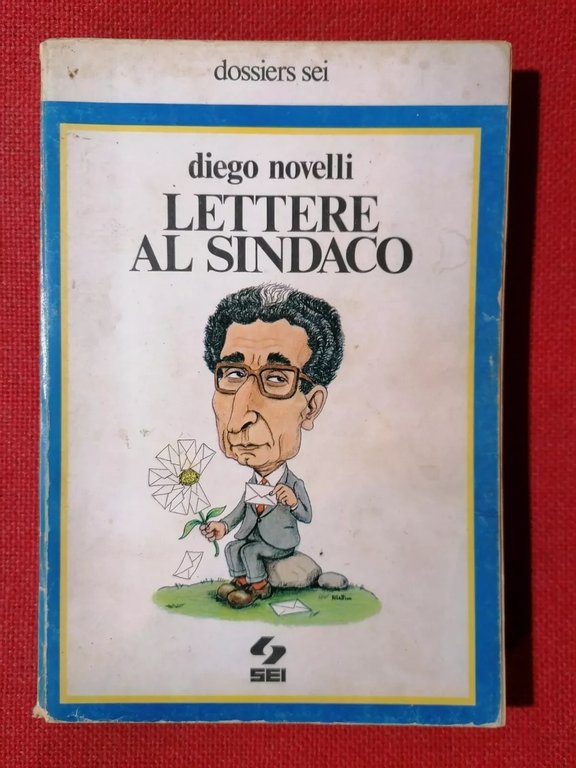 dossiers sei
diego novelli
LETTERE
AL SINDACO
SEI